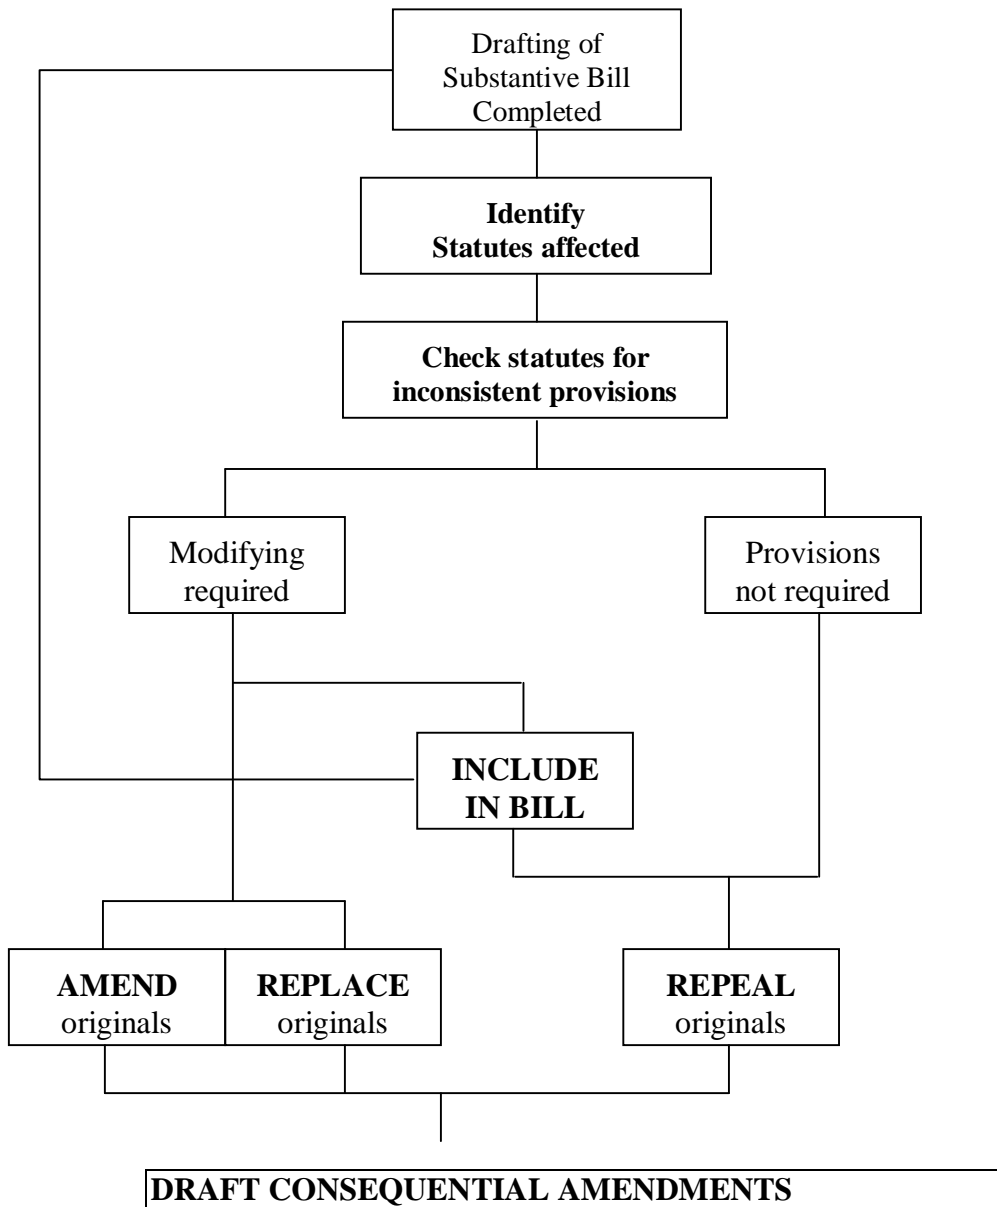 Drafting of
Substantive Bill
Completed
Identify
Statutes affected
Check statutes for
inconsistent provisions
Modifying
required
Provisions
not required
INCLUDE
IN BILL
AMEND
originals
REPLACE
originals
REPEAL
originals
DRAFT CONSEQUENTIAL AMENDMENTS